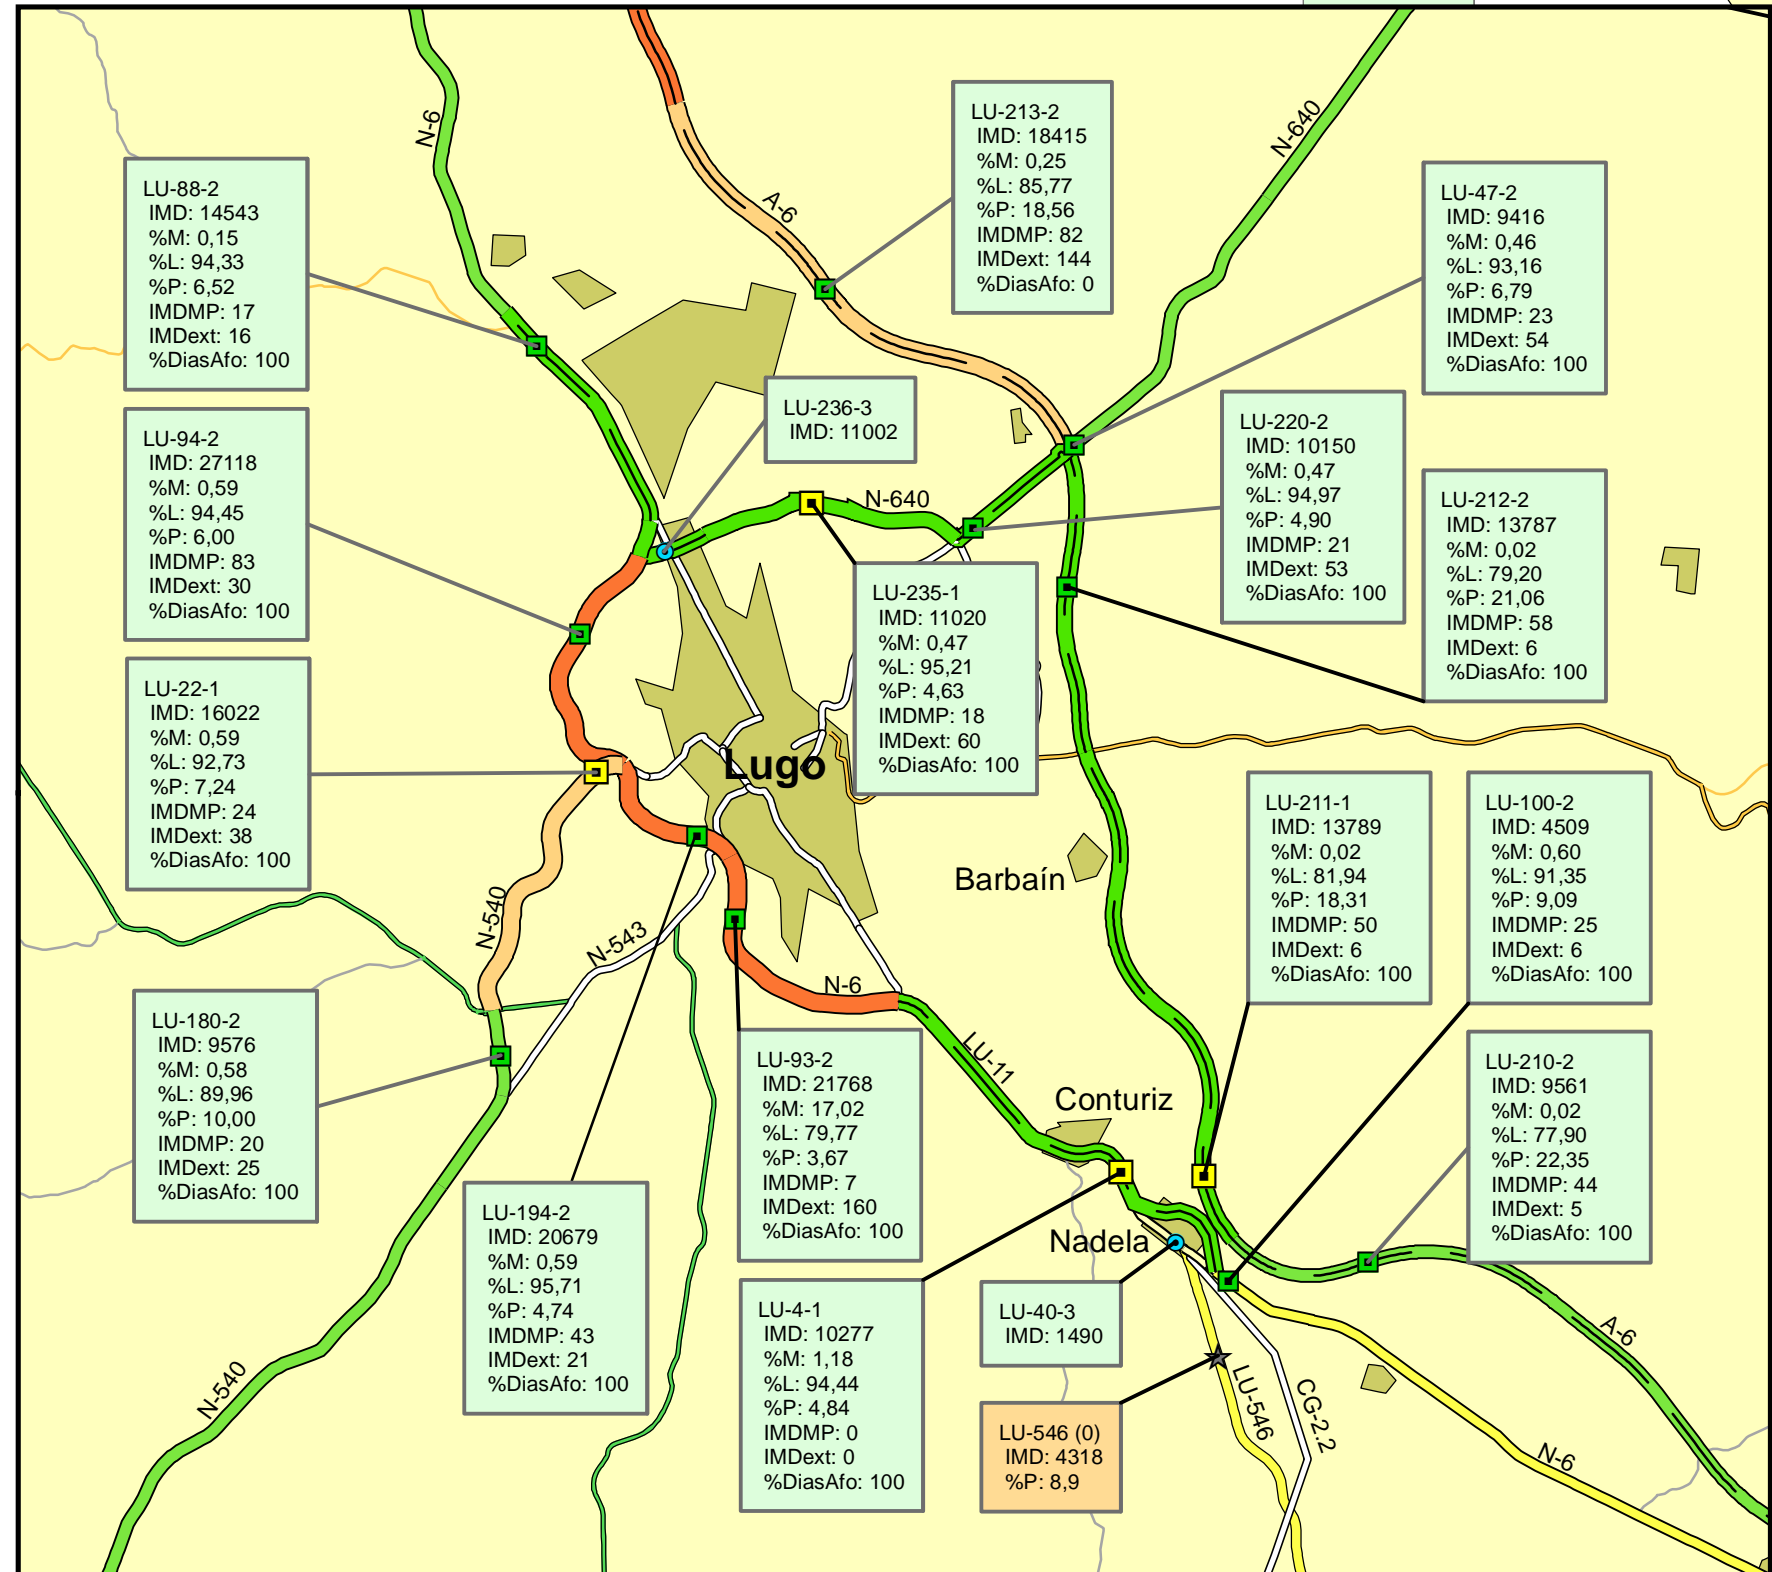 N-6
A-6
N-640
LU-213-2
IMD: 18415
%M: 0,25
%L: 85,77
%P: 18,56
IMDMP: 82
IMDext: 144
%DiasAfo: 0
LU-88-2
IMD: 14543
%M: 0,15
%L: 94,33
%P: 6,52
IMDMP: 17
IMDext: 16
%DiasAfo: 100
LU-47-2
IMD: 9416
%M: 0,46
%L: 93,16
%P: 6,79
IMDMP: 23
IMDext: 54
%DiasAfo: 100
LU-236-3
IMD: 11002
LU-94-2
IMD: 27118
%M: 0,59
%L: 94,45
%P: 6,00
IMDMP: 83
IMDext: 30
%DiasAfo: 100
LU-220-2
IMD: 10150
%M: 0,47
%L: 94,97
%P: 4,90
IMDMP: 21
IMDext: 53
%DiasAfo: 100
N-640
LU-212-2
IMD: 13787
%M: 0,02
%L: 79,20
%P: 21,06
IMDMP: 58
IMDext: 6
%DiasAfo: 100
LU-235-1
IMD: 11020
%M: 0,47
%L: 95,21
%P: 4,63
IMDMP: 18
IMDext: 60
%DiasAfo: 100
LU-22-1
IMD: 16022
%M: 0,59
%L: 92,73
%P: 7,24
IMDMP: 24
IMDext: 38
%DiasAfo: 100
Lugo
LU-211-1
IMD: 13789
%M: 0,02
%L: 81,94
%P: 18,31
IMDMP: 50
IMDext: 6
%DiasAfo: 100
LU-100-2
IMD: 4509
%M: 0,60
%L: 91,35
%P: 9,09
IMDMP: 25
IMDext: 6
%DiasAfo: 100
Barbaín
N-540
N-543
N-6
LU-180-2
IMD: 9576
%M: 0,58
%L: 89,96
%P: 10,00
IMDMP: 20
IMDext: 25
%DiasAfo: 100
LU-93-2
IMD: 21768
%M: 17,02
%L: 79,77
%P: 3,67
IMDMP: 7
IMDext: 160
%DiasAfo: 100
LU-11
LU-210-2
IMD: 9561
%M: 0,02
%L: 77,90
%P: 22,35
IMDMP: 44
IMDext: 5
%DiasAfo: 100
Conturiz
Nadela
LU-194-2
IMD: 20679
%M: 0,59
%L: 95,71
%P: 4,74
IMDMP: 43
IMDext: 21
%DiasAfo: 100
LU-4-1
IMD: 10277
%M: 1,18
%L: 94,44
%P: 4,84
IMDMP: 0
IMDext: 0
%DiasAfo: 100
LU-40-3
IMD: 1490
LU-546 (0)
IMD: 4318
%P: 8,9
N-540
LU-546
CG-2.2
A-6
N-6